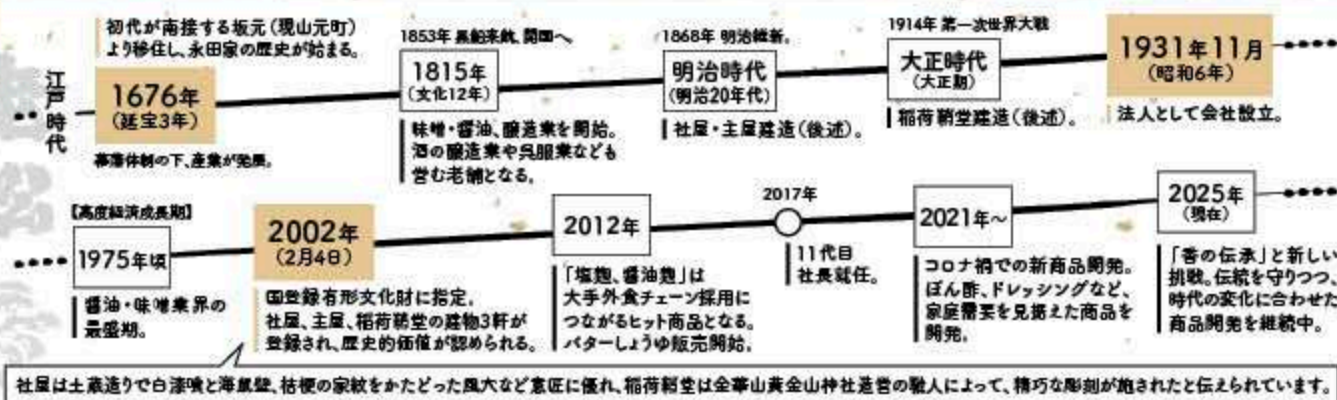 江戸時代
初代が南接する坂元（現山元町）
より移住し、永田家の歴史が始まる。
1676年
（延宝3年）
幕藩体制の下、産業が発展。
1853年 黒船来航、開国へ
1815年
（文化12年）
味噌・醤油、醸造業を開始。
酒の醸造業や呉服業なども
営む老舗となる。
1868年 明治維新。
明治時代
（明治20年代）
社屋・主屋建造（後述）。
1914年 第一次世界大戦
大正時代
（大正期）
稲荷鞘堂建造（後述）。
1931年11月
（昭和6年）
法人として会社設立。
【高度経済成長期】
1975年頃
醤油・味噌業界の
最盛期。
2002年
（2月4日）
国登録有形文化財に指定。
社屋、主屋、稲荷鞘堂の建物3軒が
登録され、歴史的価値が認められる。
2012年
「塩麹、醤油麹」は
大手外食チェーン採用に
つながるヒット商品となる。
バターしょうゆ販売開始。
2017年
11代目
社長就任。
2021年～
コロナ禍での新商品開発。
ぽん酢、ドレッシングなど、
家庭需要を見据えた商品を
開発。
2025年
（現在）
「香の伝承」と新しい
挑戦。伝統を守りつつ、
時代の変化に合わせた
商品開発を継続中。
社屋は土蔵造りで白漆喰と海鼠壁、桔梗の家紋をかたどった風穴など意匠に優れ、稲荷鞘堂は金華山黄金山神社造営の職人によって、精巧な彫刻が施されたと伝えられています。